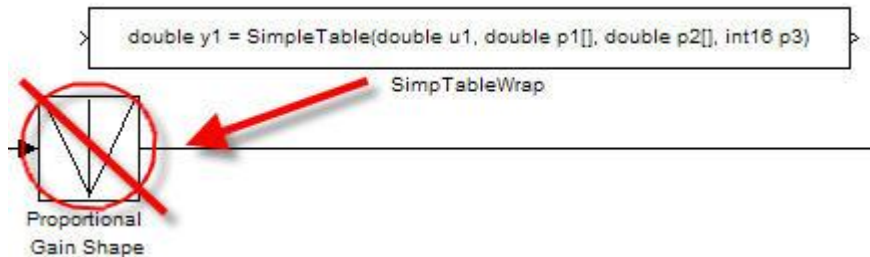 double y1 = SimpleTable(double u1, double p1[], double p2[], int16 p3)
SimpTableWrap
Proportional
Gain Shape